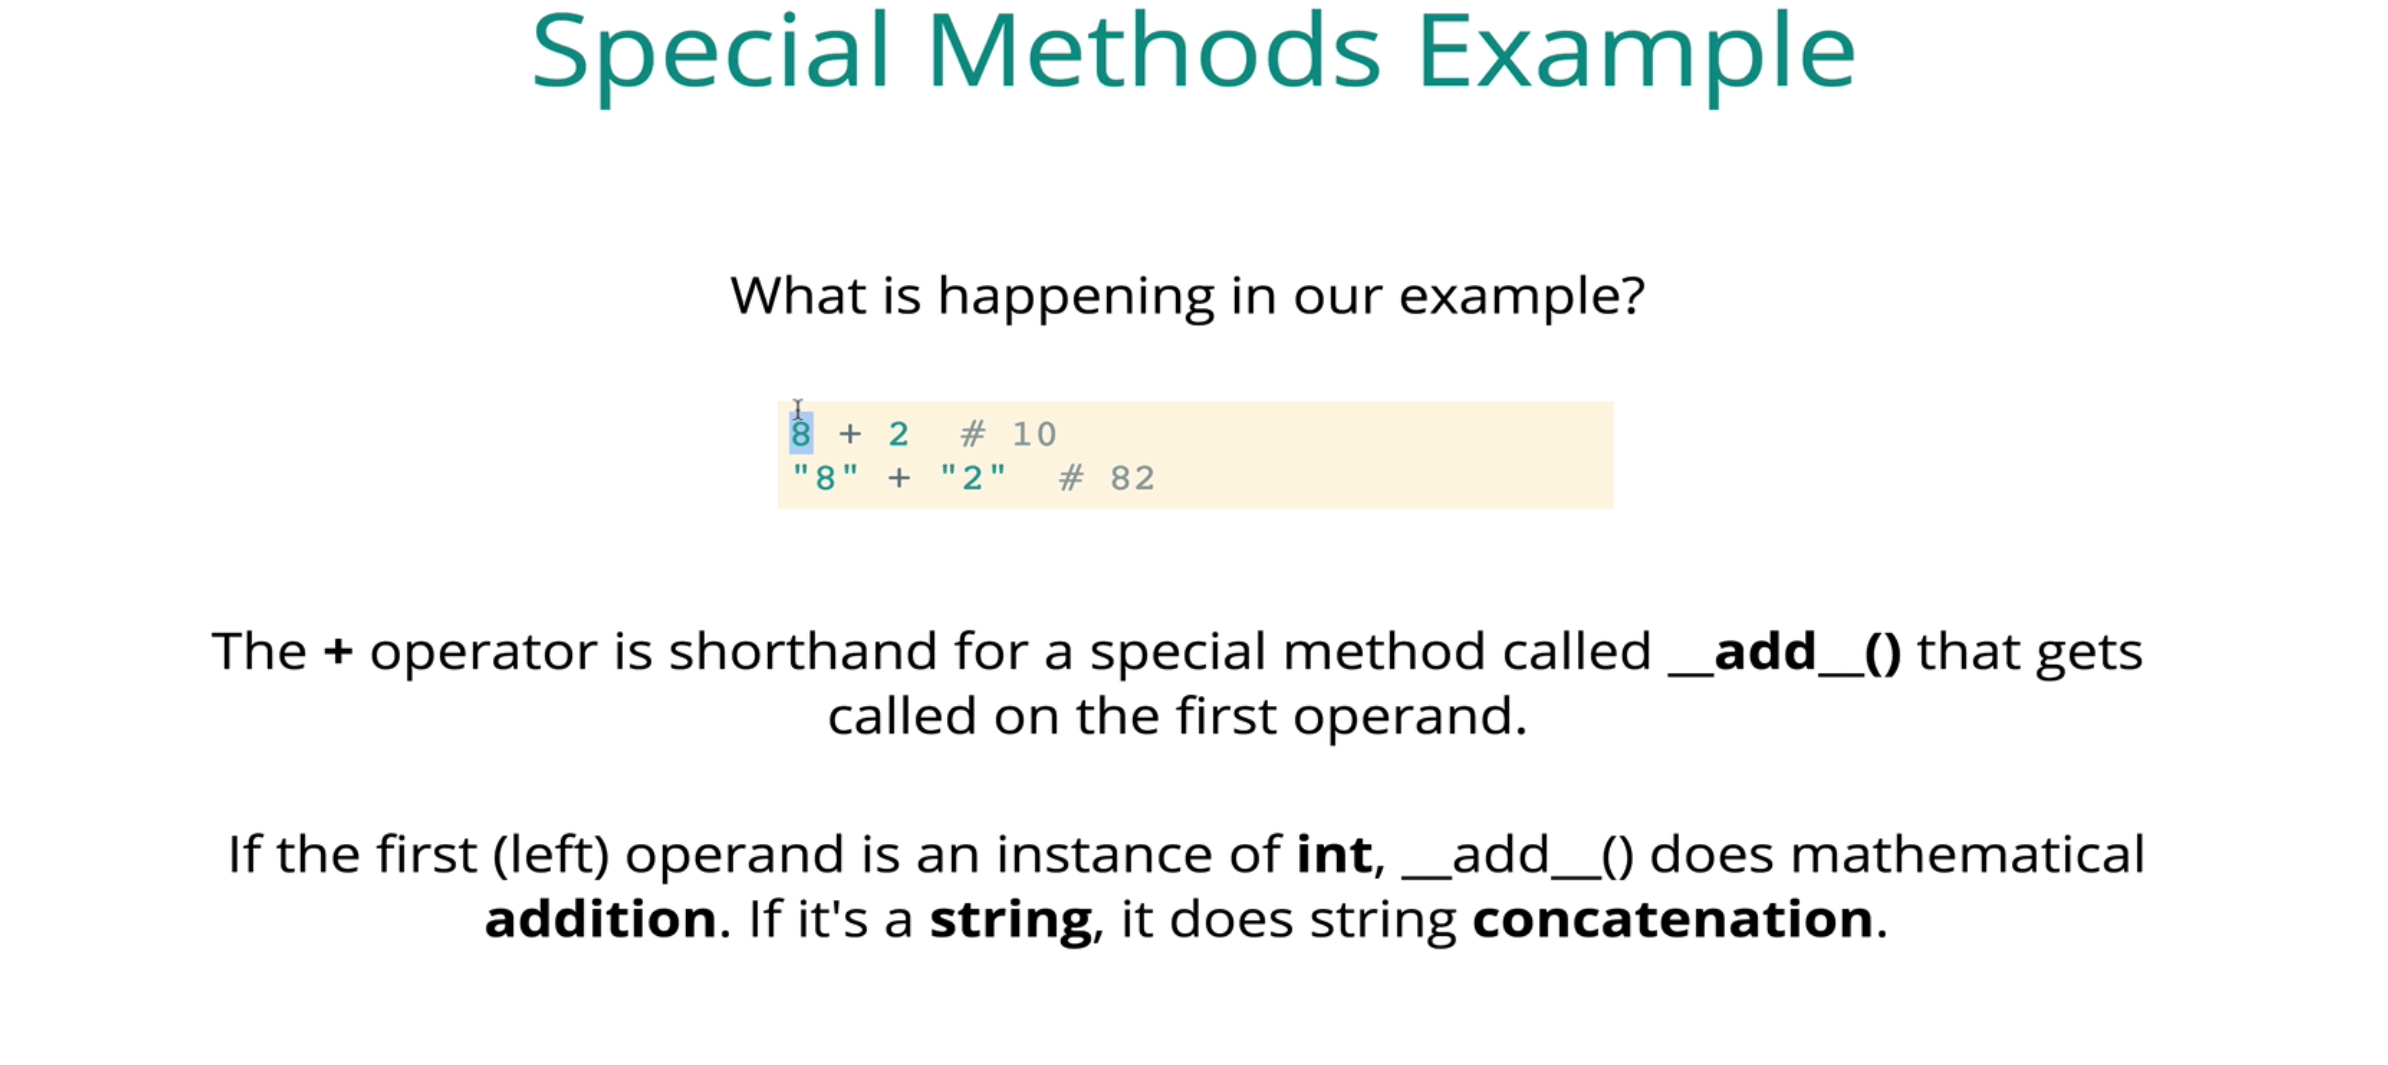 Special Methods Example
What is happening in our example?
8 + 2  # 10
"8" + "2"  # 82
The + operator is shorthand for a special method called __add__() that gets
called on the first operand.
If the first (left) operand is an instance of int, __add__() does mathematical
addition. If it's a string, it does string concatenation.